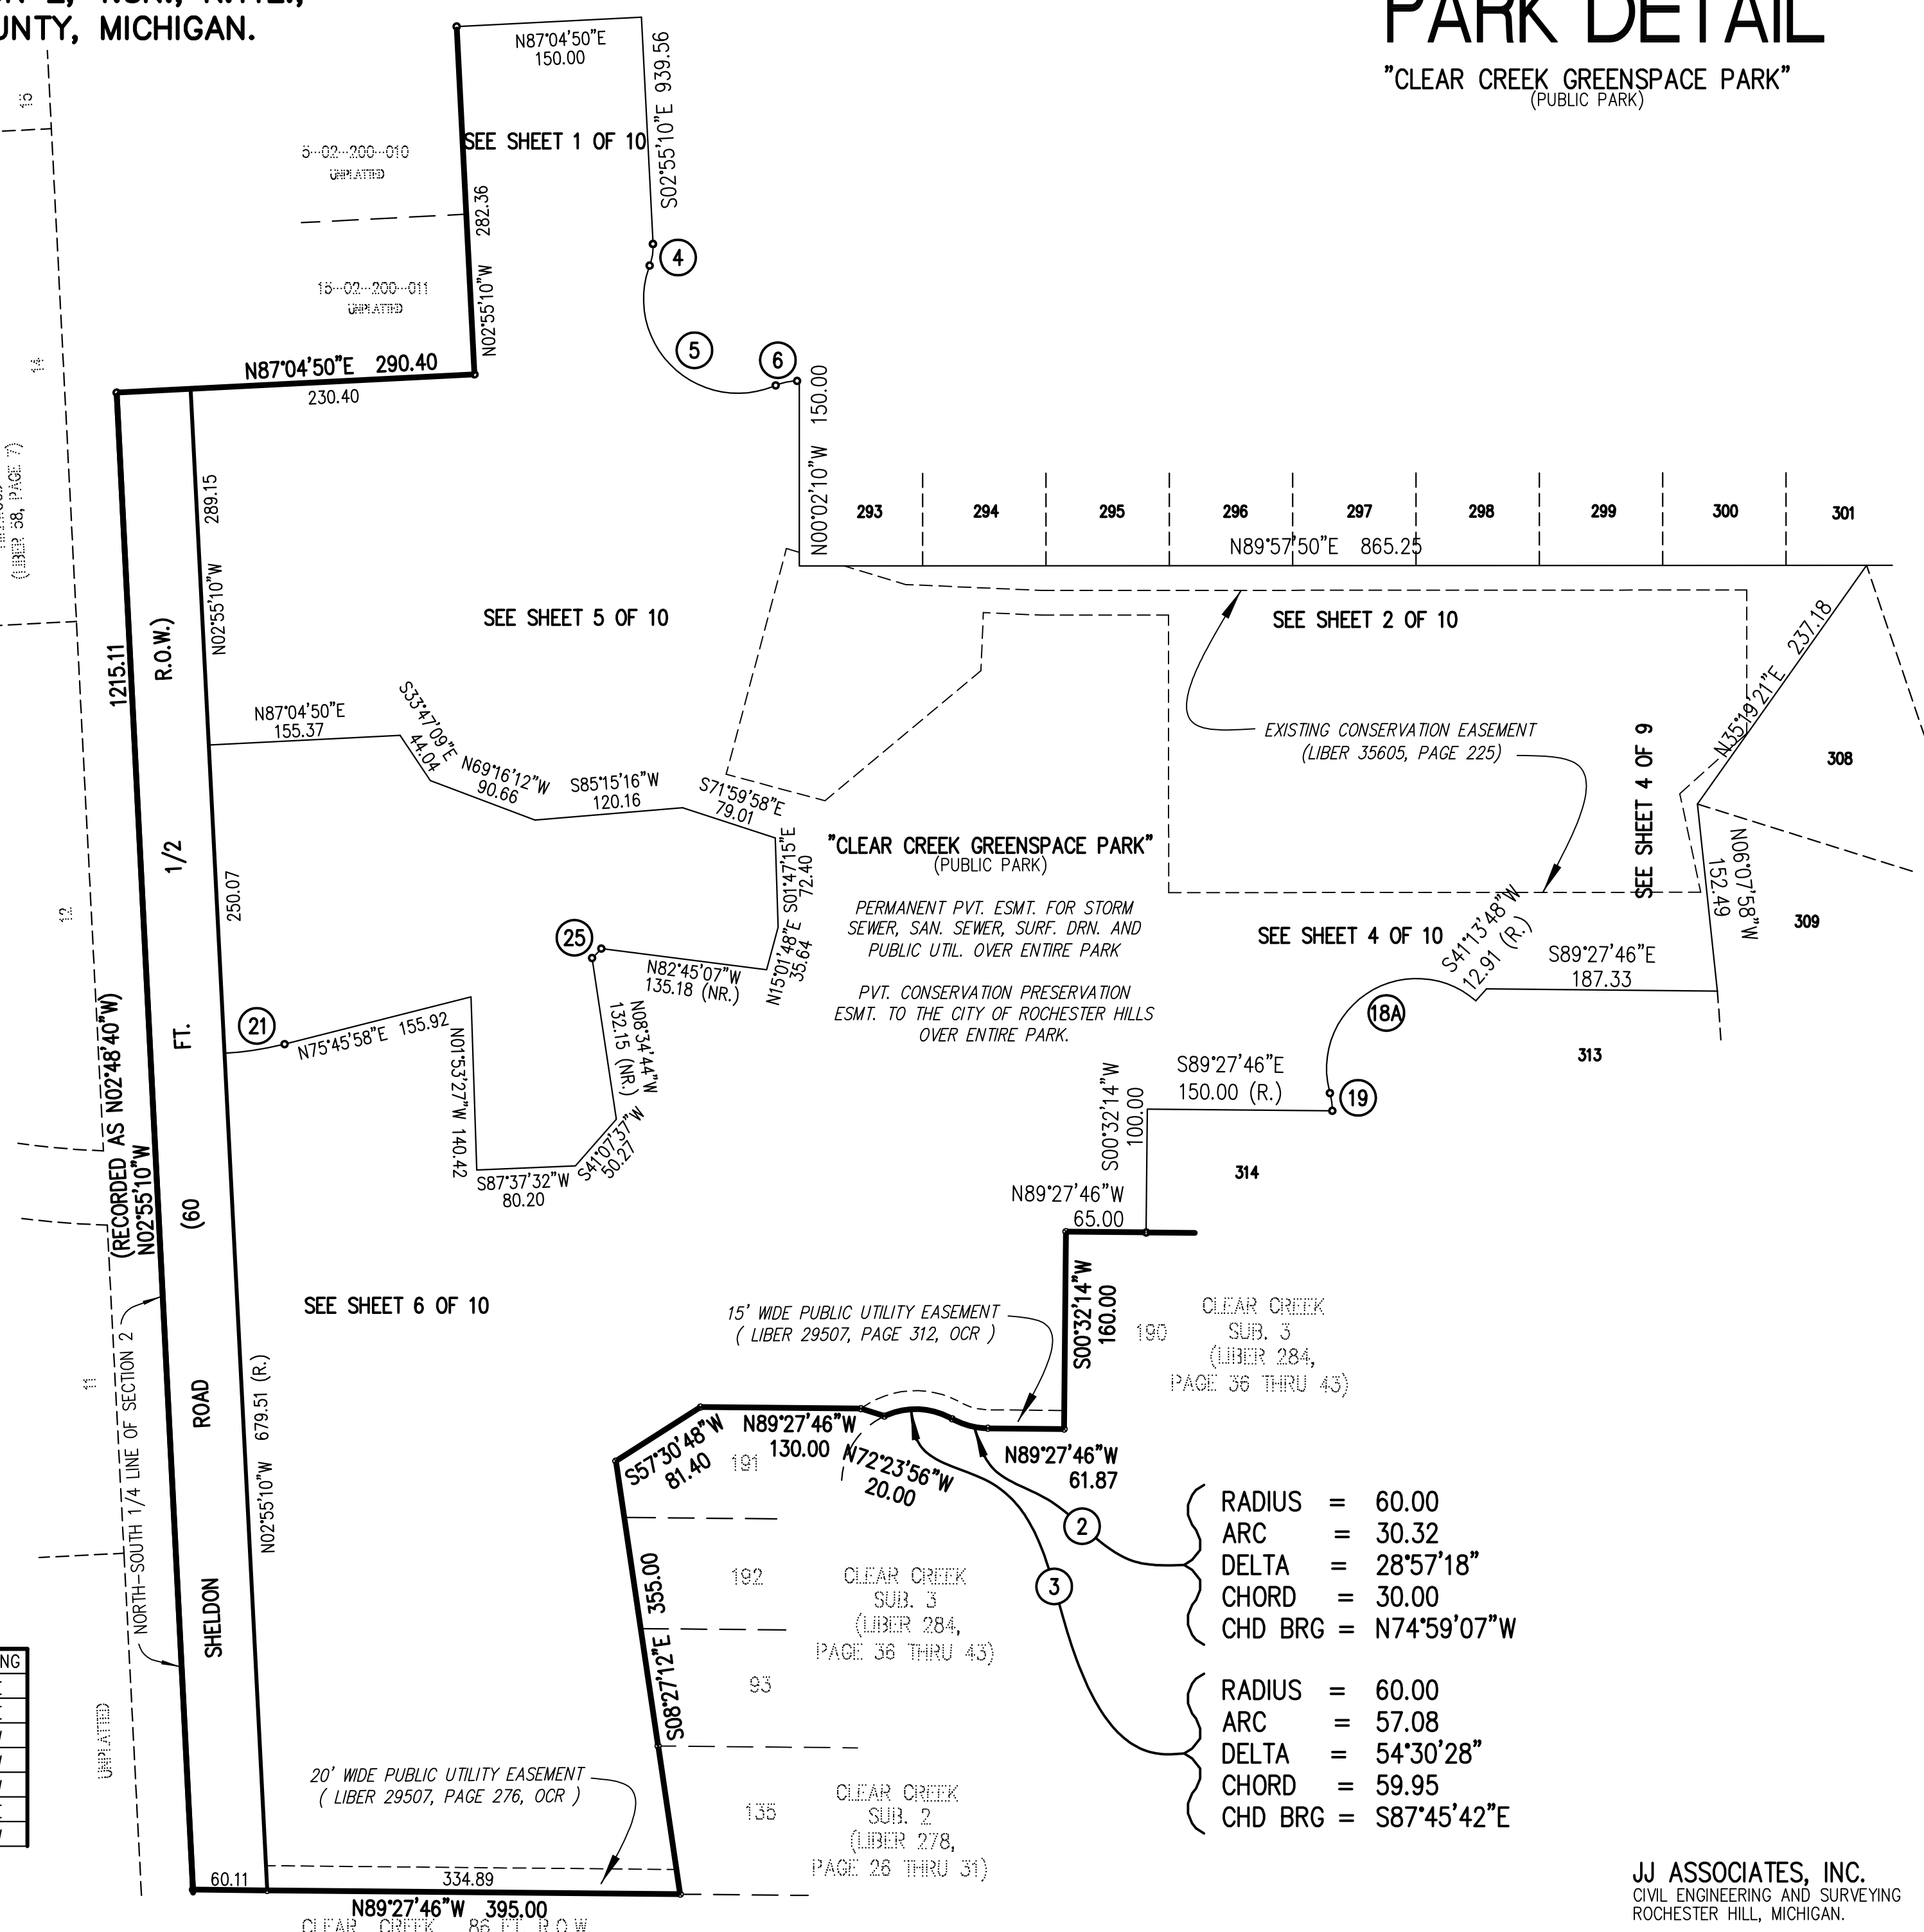 UNTY, MICHIGAN.
PARK DETAIL
"CLEAR CREEK GREENSPACE PARK"
(PUBLIC PARK)
N87°04'50"E
150.00
S02°55'10"E 939.56
15
5-02-200-010
UNPLATTED
SEE SHEET 1 OF 10
282.36
N02°55'10"W
15-02-200-011
UNPLATTED
4
5
6
14
N87°04'50"E 290.40
230.40
150.00
N00°02'10"W
(LIBER 58, PAGE 7)
289.15
N02°55'10"W
293
294
295
296
297
298
299
300
301
N89°57'50"E 865.25
SEE SHEET 5 OF 10
SEE SHEET 2 OF 10
1215.11
R.O.W.)
237.18
N35°19'21"E
N87°04'50"E
155.37
S33°47'09"E
44.04
N69°16'12"W
90.66
S85°15'16"W
120.16
S71°59'58"E
79.01
EXISTING CONSERVATION EASEMENT
(LIBER 35605, PAGE 225)
SEE SHEET 4 OF 9
308
1/2
250.07
12
S01°47'15"E
72.40
"CLEAR CREEK GREENSPACE PARK"
(PUBLIC PARK)
PERMANENT PVT. ESMT. FOR STORM
SEWER, SAN. SEWER, SURF. DRN. AND
PUBLIC UTIL. OVER ENTIRE PARK
PVT. CONSERVATION PRESERVATION
ESMT. TO THE CITY OF ROCHESTER HILLS
OVER ENTIRE PARK.
N06°07'58"W
152.49
309
SEE SHEET 4 OF 10
S41°13'48"W
12.91 (R.)
S89°27'46"E
187.33
25
N82°45'07"W
135.18 (NR.)
N15°01'48"E
35.64
18A
21
N75°45'58"E 155.92
FT.
N08°34'44"W
132.15 (NR.)
313
S89°27'46"E
150.00 (R.)
19
N01°53'27"W 140.42
S00°32'14"W
100.00
S41°07'37"W
50.27
S87°37'32"W
80.20
314
(RECORDED AS N02°48'40"W)
N02°55'10"W
(60
N89°27'46"W
65.00
S00°32'14"W
160.00
SEE SHEET 6 OF 10
15' WIDE PUBLIC UTILITY EASEMENT
( LIBER 29507, PAGE 312, OCR )
190
CLEAR CREEK
SUB. 3
(LIBER 284,
PAGE 36 THRU 43)
NORTH-SOUTH 1/4 LINE OF SECTION 2
11
ROAD
N02°55'10"W 679.51 (R.)
S57°30'48"W
81.40
N89°27'46"W
130.00
191
N72°23'56"W
20.00
N89°27'46"W
61.87
2
RADIUS = 60.00
ARC = 30.32
DELTA = 28°57'18"
CHORD = 30.00
CHD BRG = N74°59'07"W
3
SHELDON
S08°27'12"E 355.00
192
CLEAR CREEK
SUB. 3
(LIBER 284,
PAGE 36 THRU 43)
93
RADIUS = 60.00
ARC = 57.08
DELTA = 54°30'28"
CHORD = 59.95
CHD BRG = S87°45'42"E
NG
UNPLATTED
20' WIDE PUBLIC UTILITY EASEMENT
( LIBER 29507, PAGE 276, OCR )
135
CLEAR CREEK
SUB. 2
(LIBER 278,
PAGE 26 THRU 31)
60.11
334.89
N89°27'46"W 395.00
CLEAR CREEK 86 FT. R.O.W.
JJ ASSOCIATES, INC.
CIVIL ENGINEERING AND SURVEYING
ROCHESTER HILL, MICHIGAN.